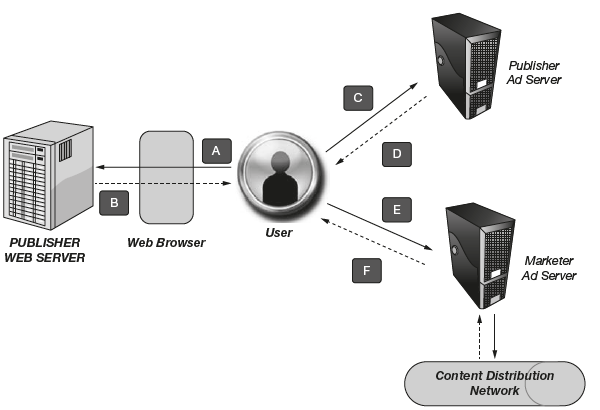 Publisher
Ad Server
C
A
D
B
E
PUBLISHER
WEB SERVER
Web Browser
User
F
Marketer
Ad Server
Content Distribution
Network